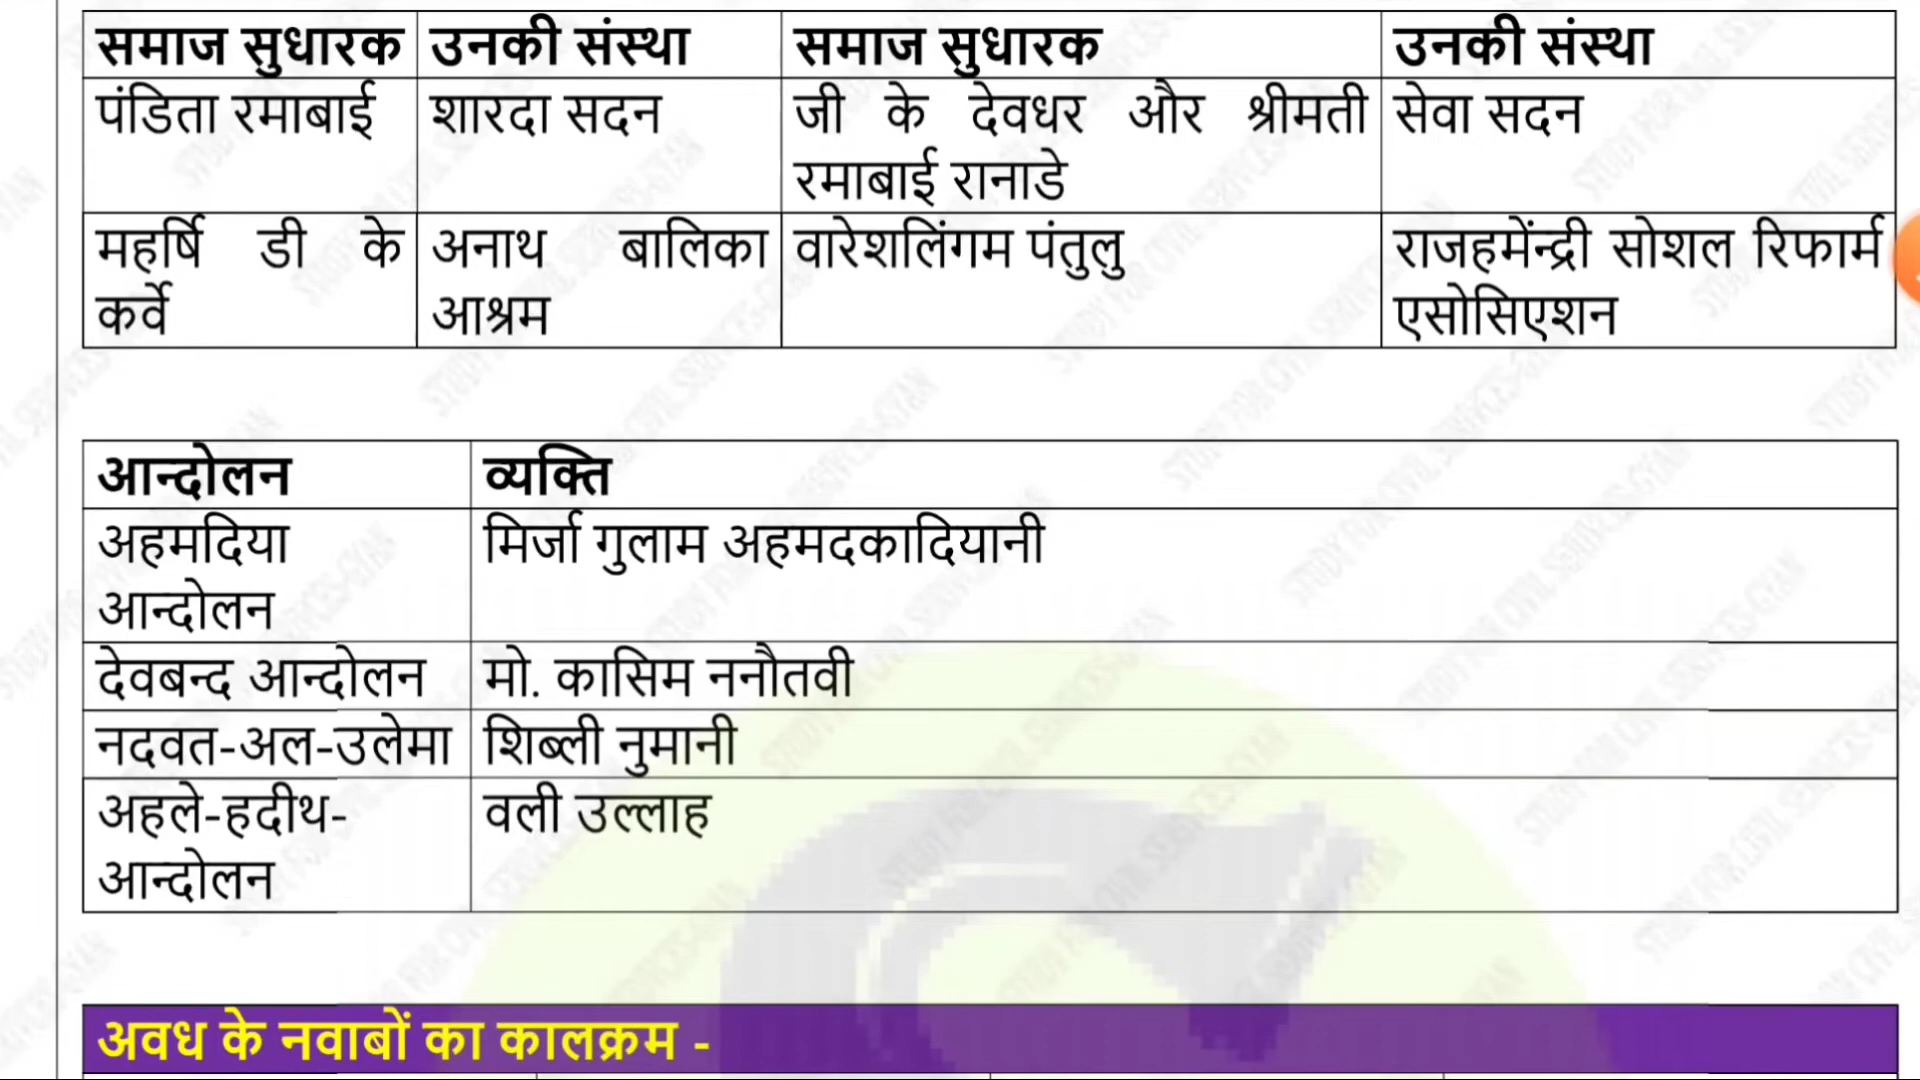 समाज सुधारक उनकी संस्था समाज सुधारक उनकी संस्था
पंडिता रमाबाई शारदा सदन जी के देवधर और श्रीमती सेवा सदन
रमाबाई रानाडे
महर्षि डी के अनाथ बालिका वारेशलिंगम पंतुलु राजहमेंन्द्री सोशल रिफार्म
कर्वे आश्रम एसोसिएशन
आन्दोलन व्यक्ति
अहमदिया मिर्जा गुलाम अहमदकादियानी
आन्दोलन
देवबन्द आन्दोलन मो. कासिम ननौतवी
नदवत-अल-उलेमा शिब्ली नुमानी
अहले-हदीथ- वली उल्लाह
आन्दोलन
अवध के नवाबों का कालक्रम -